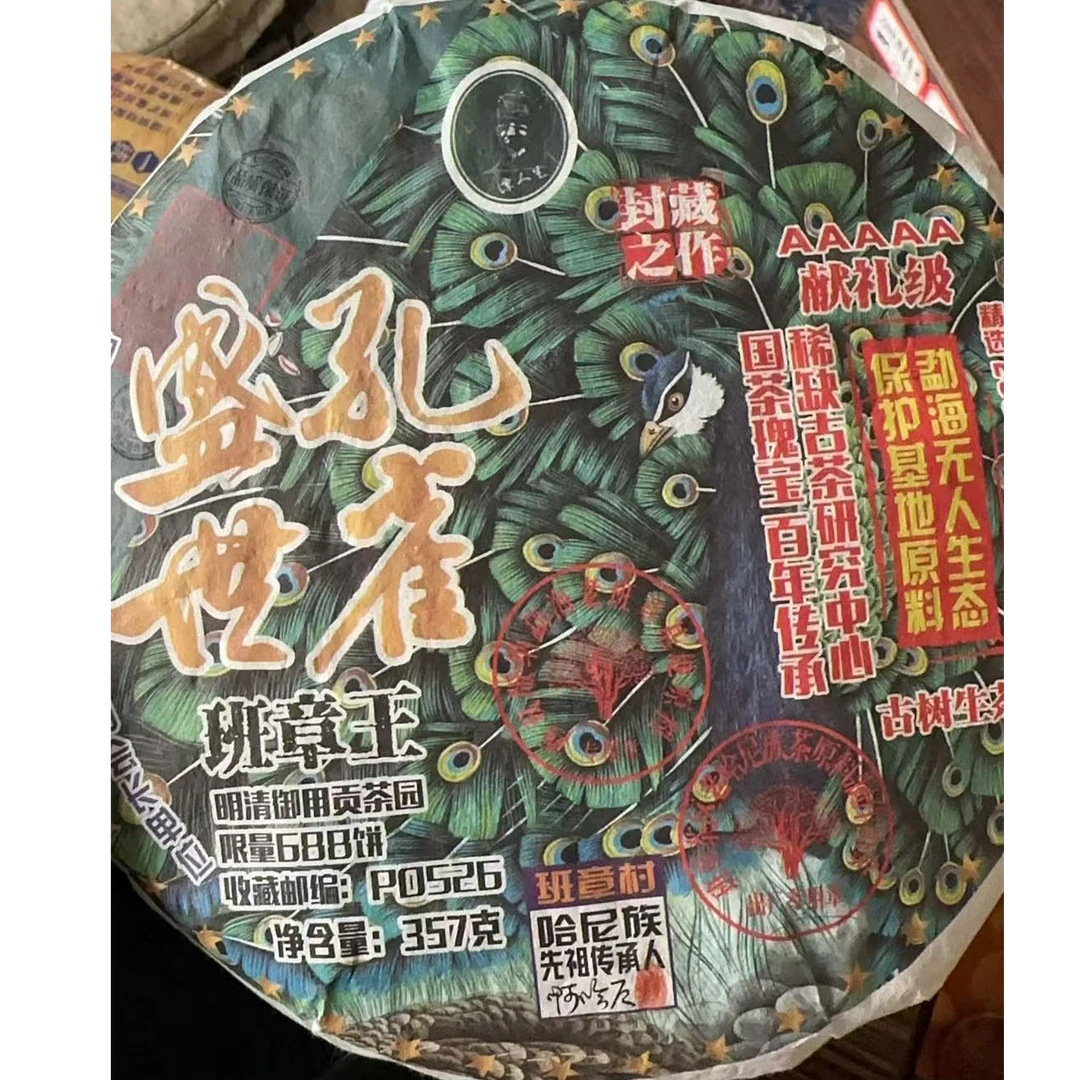 封藏
之作
AAAAA
献礼级
孔雀
盛世
稀缺古茶研究中心
国茶瑰宝 百年传承
勐海无人生态
保护基地原料
精选
古树生茶
班章王
明清御用贡茶园
限量688饼
收藏邮编：P0526
净含量：357克
班章村
哈尼族
先祖传承人